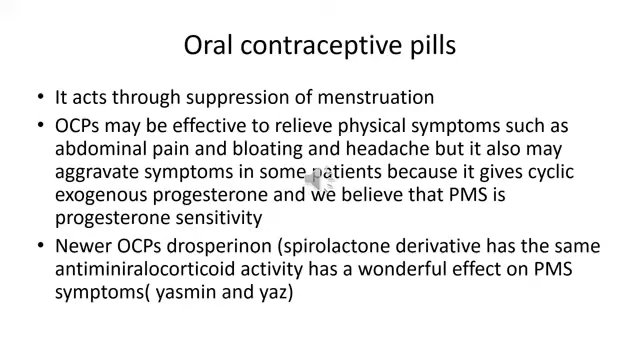 Oral contraceptive pills
• It acts through suppression of menstruation
• OCPs may be effective to relieve physical symptoms such as
abdominal pain and bloating and headache but it also may
aggravate symptoms in some patients because it gives cyclic
exogenous progesterone and we believe that PMS is
progesterone sensitivity
• Newer OCPs drosperinon (spirolactone derivative has the same
antiminiralocorticoid activity has a wonderful effect on PMS
symptoms( yasmin and yaz)